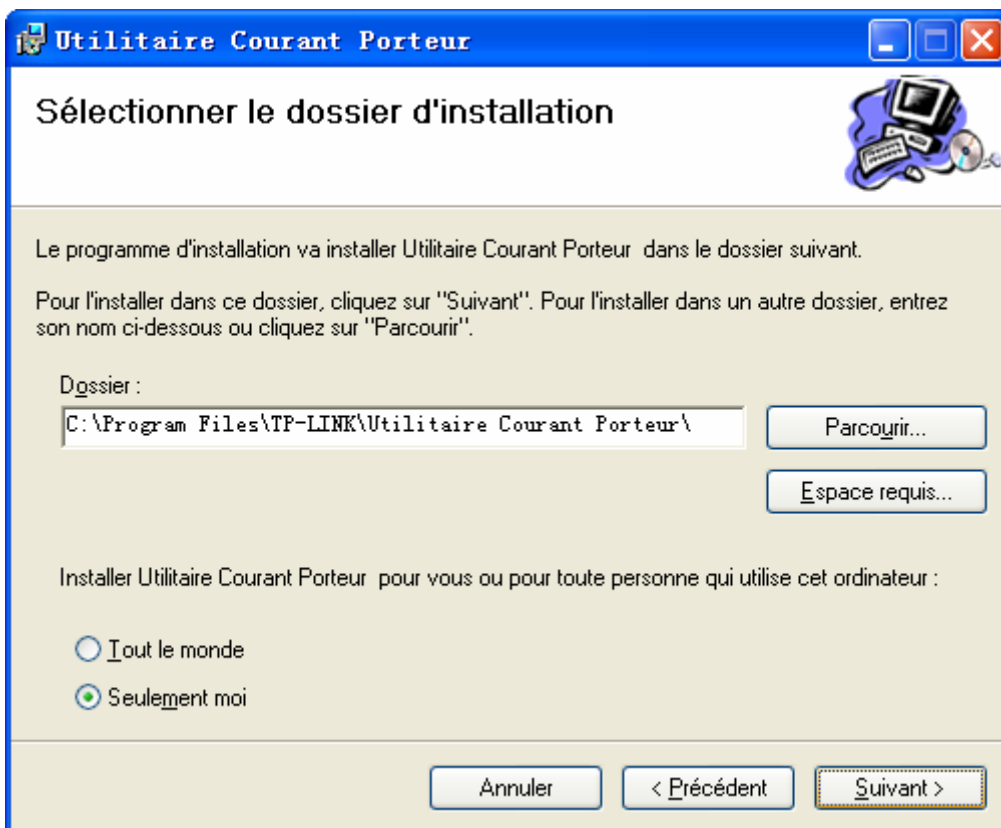 Utilitaire Courant Porteur
Sélectionner le dossier d'installation
Le programme d'installation va installer Utilitaire Courant Porteur dans le dossier suivant.
Pour l'installer dans ce dossier, cliquez sur "Suivant". Pour l'installer dans un autre dossier, entrez
son nom ci-dessous ou cliquez sur "Parcourir".
Dossier :
C:\Program Files\TP-LINK\Utilitaire Courant Porteur\
Parcourir...
Espace requis...
Installer Utilitaire Courant Porteur pour vous ou pour toute personne qui utilise cet ordinateur :
Tout le monde
Seulement moi
Annuler
< Précédent
Suivant >